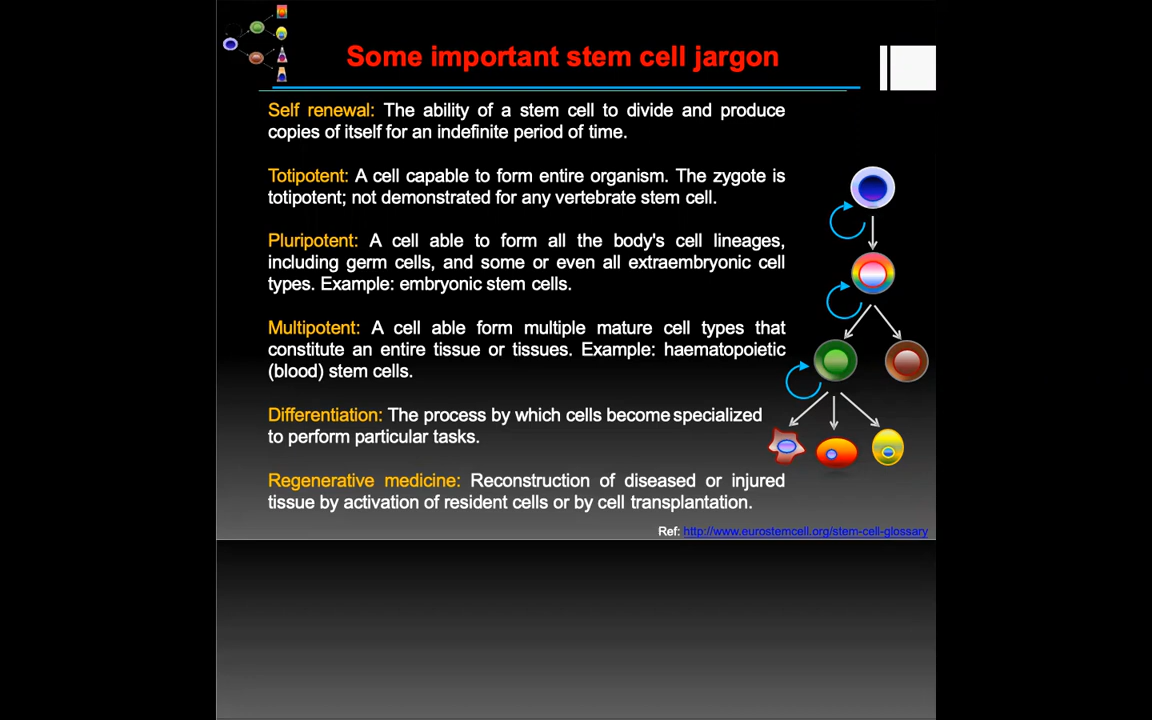 Some important stem cell jargon
Self renewal: The ability of a stem cell to divide and produce
copies of itself for an indefinite period of time.
Totipotent: A cell capable to form entire organism. The zygote is
totipotent; not demonstrated for any vertebrate stem cell.
Pluripotent: A cell able to form all the body's cell lineages,
including germ cells, and some or even all extraembryonic cell
types. Example: embryonic stem cells.
Multipotent: A cell able form multiple mature cell types that
constitute an entire tissue or tissues. Example: haematopoietic
(blood) stem cells.
Differentiation: The process by which cells become specialized
to perform particular tasks.
Regenerative medicine: Reconstruction of diseased or injured
tissue by activation of resident cells or by cell transplantation.
Ref: http://www.eurostemcell.org/stem-cell-glossary